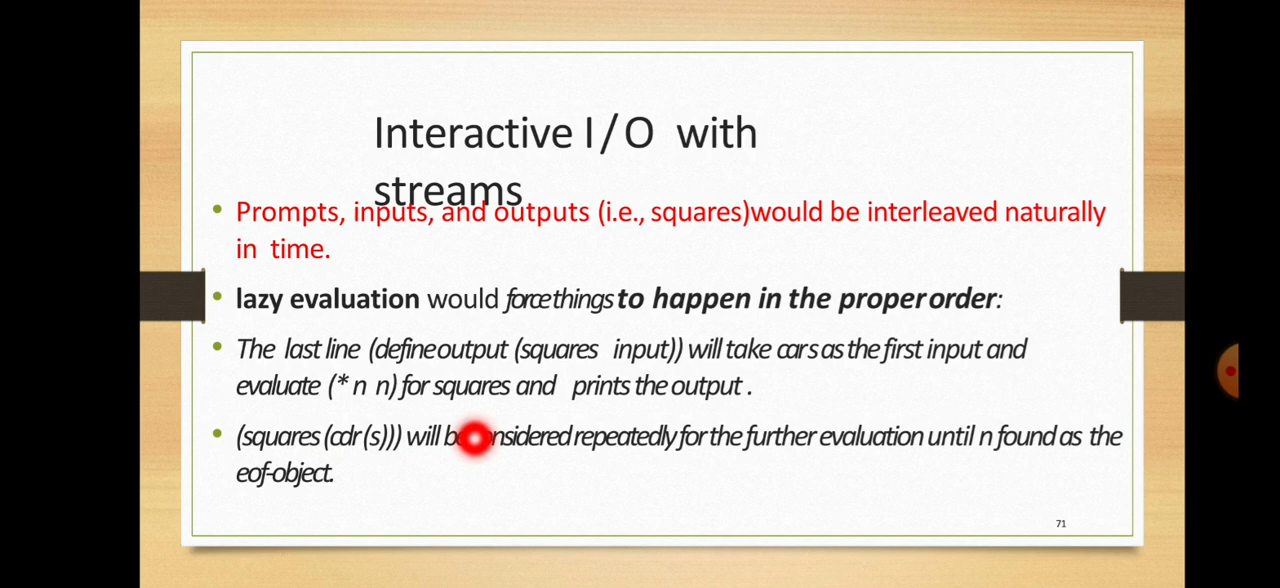 Interactive I/O with
streams
• Prompts, inputs, and outputs (i.e., squares)would be interleaved naturally
in time.
• lazy evaluation would forcethings to happen in the proper order:
• The last line (define output (squares input)) will take cars as the first input and
evaluate (* n n) for squares and prints the output .
• (squares (cdr (s))) will considered repeatedly for the further evaluation until n found as the
eof-object.
71